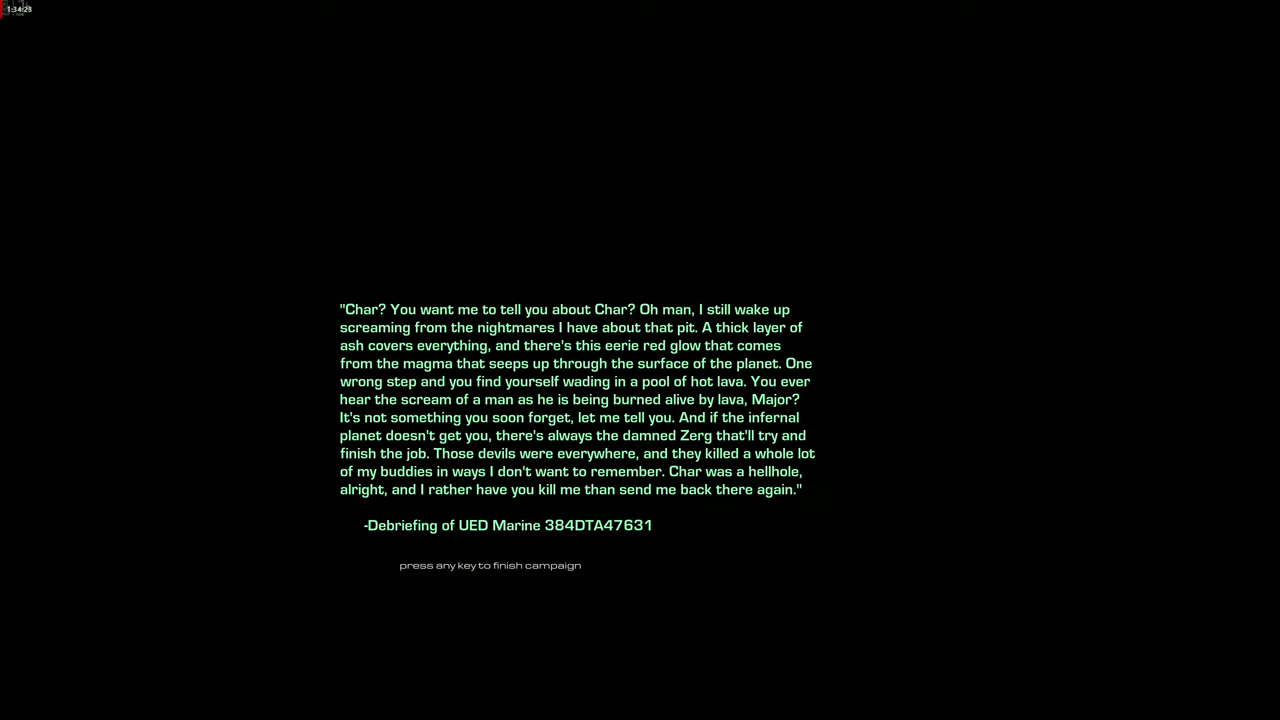 1:34:23
"Char? You want me to tell you about Char? Oh man, I still wake up
screaming from the nightmares I have about that pit. A thick layer of
ash covers everything, and there's this eerie red glow that comes
from the magma that seeps up through the surface of the planet. One
wrong step and you find yourself wading in a pool of hot lava. You ever
hear the scream of a man as he is being burned alive by lava, Major?
It's not something you soon forget, let me tell you. And if the infernal
planet doesn't get you, there's always the damned Zerg that'll try and
finish the job. Those devils were everywhere, and they killed a whole lot
of my buddies in ways I don't want to remember. Char was a hellhole,
alright, and I rather have you kill me than send me back there again."
-Debriefing of UED Marine 384DTA47631
press any key to finish campaign